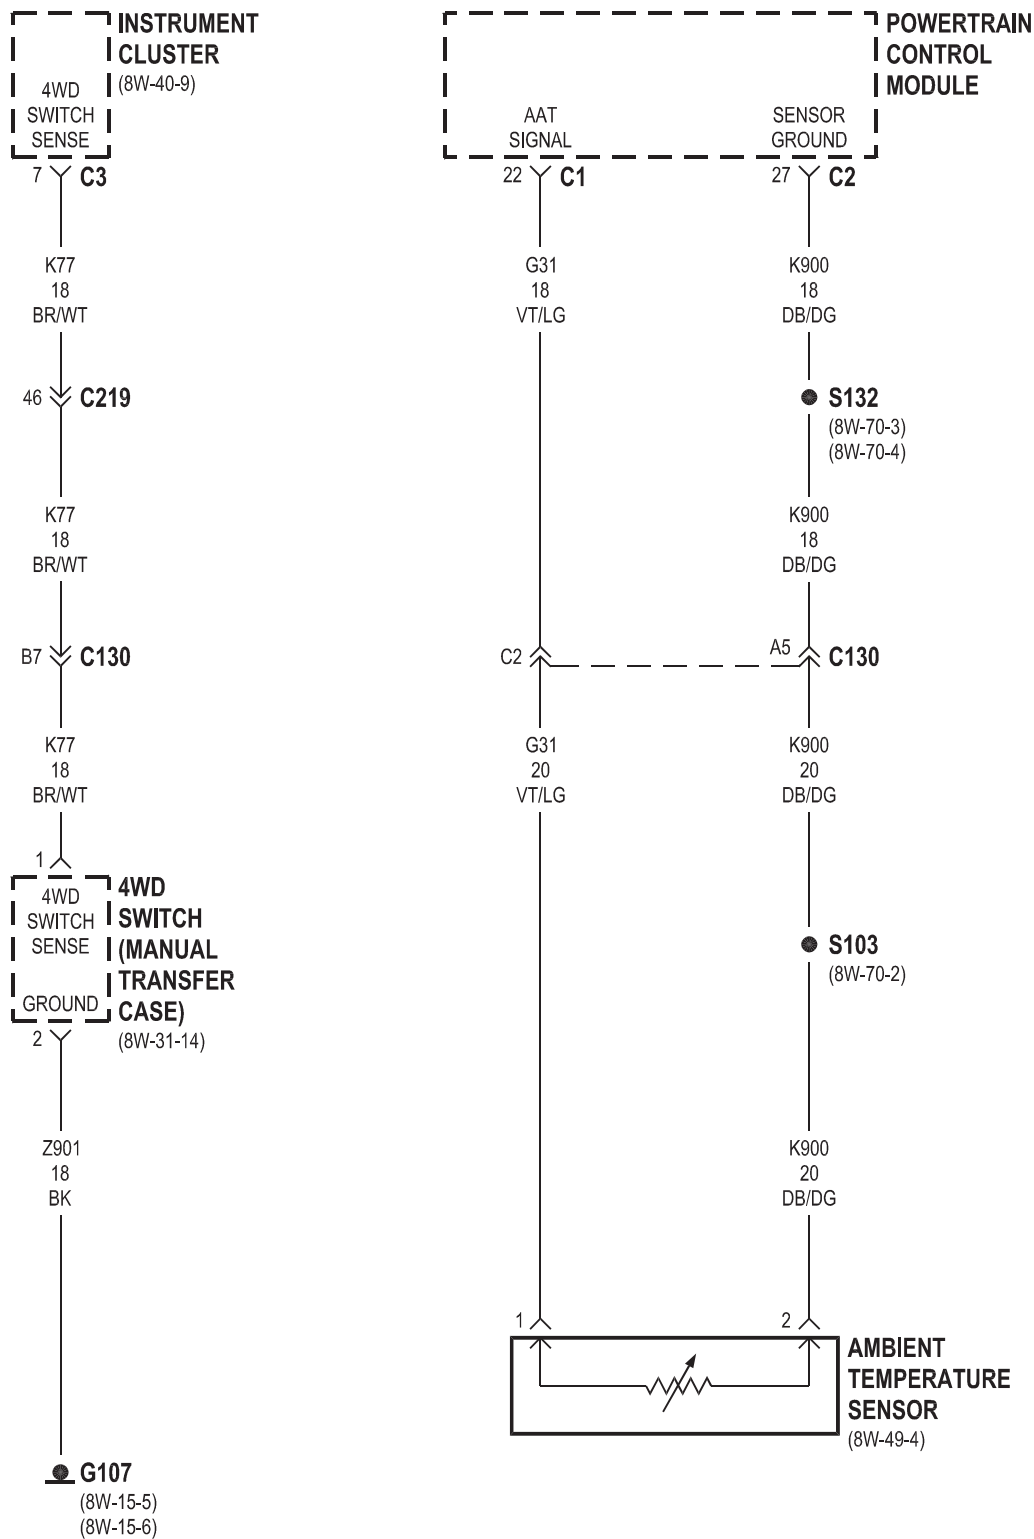 INSTRUMENT
CLUSTER
(8W-40-9)
4WD
SWITCH
SENSE
7
C3
K77
18
BR/WT
46
C219
K77
18
BR/WT
B7
C130
K77
18
BR/WT
1
4WD
SWITCH
SENSE
GROUND
4WD
SWITCH
(MANUAL
TRANSFER
CASE)
(8W-31-14)
2
Z901
18
BK
G107
(8W-15-5)
(8W-15-6)
POWERTRAIN
CONTROL
MODULE
AAT
SIGNAL
SENSOR
GROUND
22
C1
27
C2
G31
18
VT/LG
K900
18
DB/DG
S132
(8W-70-3)
(8W-70-4)
K900
18
DB/DG
C2
A5
C130
G31
20
VT/LG
K900
20
DB/DG
S103
(8W-70-2)
K900
20
DB/DG
1
2
AMBIENT
TEMPERATURE
SENSOR
(8W-49-4)